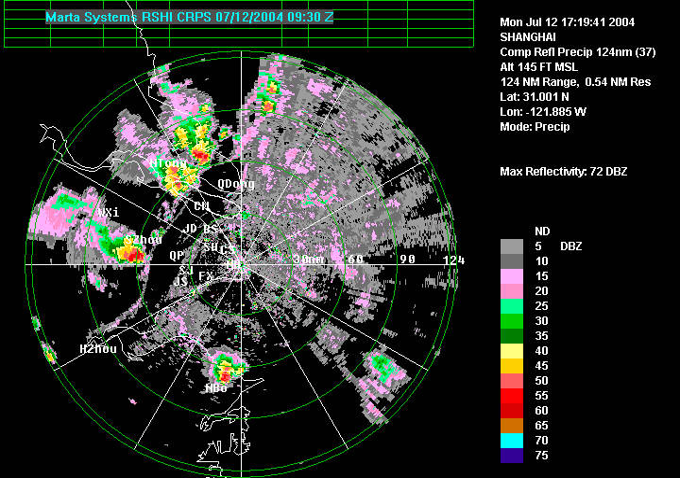 Marta Systems RSHI CRPS 07/12/2004 09:30 Z
Mon Jul 12 17:19:41 2004
SHANGHAI
Comp Refl Precip 124nm (37)
Alt 145 FT MSL
124 NM Range, 0.54 NM Res
Lat: 31.001 N
Lon: -121.885 W
Mode: Precip
Max Reflectivity: 72 DBZ
ND
5 DBZ
10
15
20
25
30
35
40
45
50
55
60
65
70
75
NTong
QDong
CM
WXi
SZhou
JD BS
QP
SJ FX
JS
30nm 60 90 124
HZhou
NBo